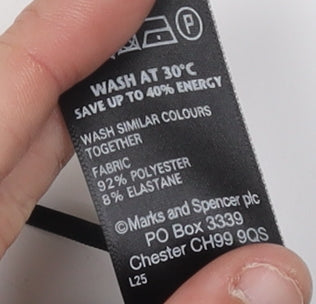 P
WASH AT 30°C
SAVE UP TO 40% ENERGY
WASH SIMILAR COLOURS
TOGETHER
FABRIC
92% POLYESTER
8% ELASTANE
©Marks and Spencer plc
PO Box 3339
Chester CH99 9QS
L25